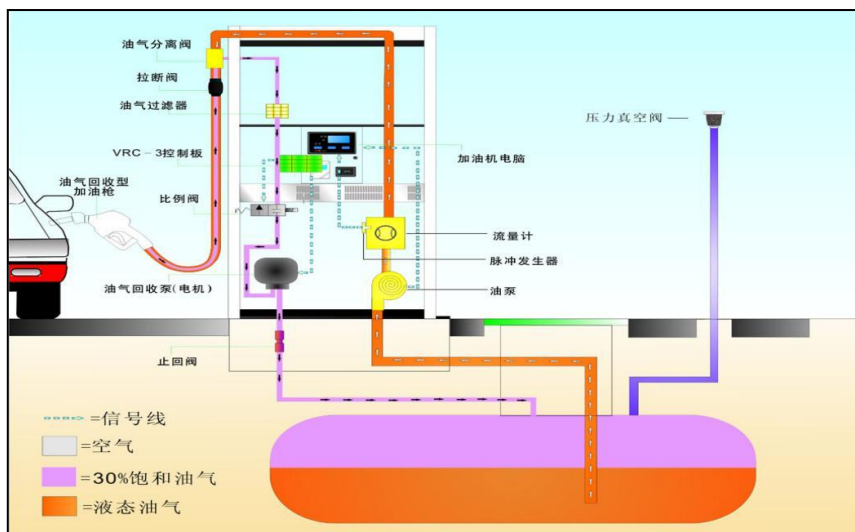 油气分离阀
拉断阀
油气过滤器
VRC-3控制板
油气回收型
加油枪
比例阀
油气回收泵(电机)
止回阀
压力真空阀
加油机电脑
流量计
脉冲发生器
油泵
=信号线
=空气
=30%饱和油气
=液态油气